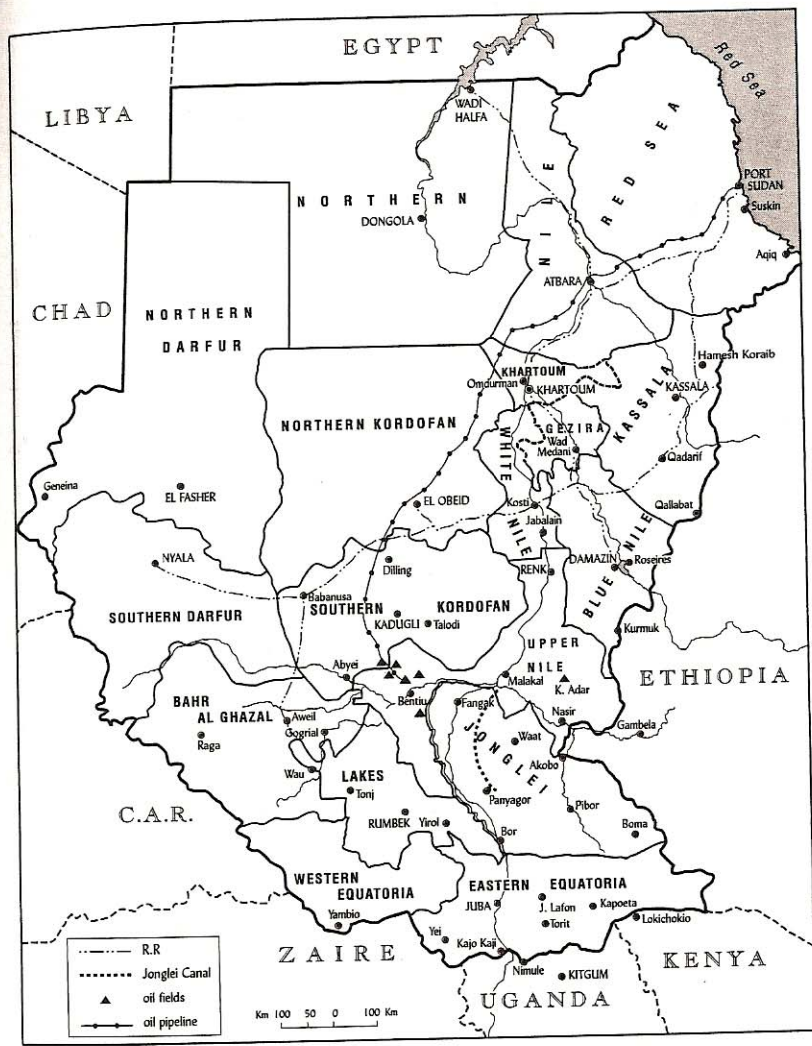 EGYPT
LIBYA
Red Sea
WADI
HALFA
NORTHERN
DONGOLA
NILE
RED SEA
PORT
SUDAN
Suskin
Aqiq
ATBARA
CHAD
NORTHERN
DARFUR
Hamesh Koraib
KHARTOUM
Omdurman
KHARTOUM
KASSALA
KASSALA
NORTHERN KORDOFAN
WHITE
NILE
GEZIRA
Wad
Medani
Qadarif
Geneina
EL FASHER
EL OBEID
Kosti
Qallabat
Jabalain
NYALA
Dilling
RENK
DAMAZIN
Roseires
BLUE NILE
Babanusa
SOUTHERN DARFUR
SOUTHERN
KORDOFAN
KADUGLI
Talodi
Kurmuk
UPPER
NILE
ETHIOPIA
Abyei
Malakal
K. Adar
BAHR
AL GHAZAL
Bentiu
Fangak
Nasir
Aweil
Gambela
Raga
Gogrial
JONGLEI
Waat
Akobo
Wau
LAKES
Tonj
Panyagor
C.A.R.
RUMBEK
Yirol
Pibor
Bor
Boma
WESTERN
EQUATORIA
EASTERN
EQUATORIA
JUBA
J. Lafon
Kapoeta
Yambio
Torit
Lokichokio
Yei
Kajo Kaji
ZAIRE
Nimule
KITGUM
KENYA
UGANDA
R.R
Jonglei Canal
oil fields
oil pipeline
Km 100 50 0 100 Km